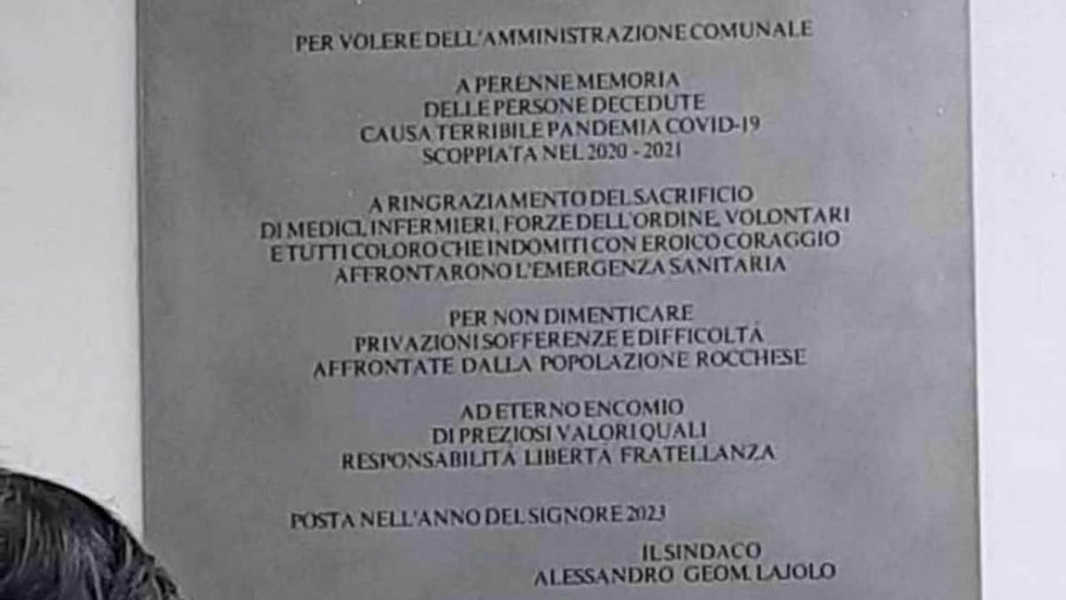 PER VOLERE DELL'AMMINISTRAZIONE COMUNALE
A PERENNE MEMORIA
DELLE PERSONE DECEDUTE
CAUSA TERRIBILE PANDEMIA COVID-19
SCOPPIATA NEL 2020 - 2021
A RINGRAZIAMENTO DEL SACRIFICIO
DI MEDICI, INFERMIERI, FORZE DELL'ORDINE, VOLONTARI
E TUTTI COLORO CHE INDOMITI CON EROICO CORAGGIO
AFFRONTARONO L'EMERGENZA SANITARIA
PER NON DIMENTICARE
PRIVAZIONI SOFFERENZE E DIFFICOLTÀ
AFFRONTATE DALLA POPOLAZIONE ROCCHESE
AD ETERNO ENCOMIO
DI PREZIOSI VALORI QUALI
RESPONSABILITÀ LIBERTÀ FRATELLANZA
POSTA NELL'ANNO DEL SIGNORE 2023
IL SINDACO
ALESSANDRO GEOM. LAJOLO